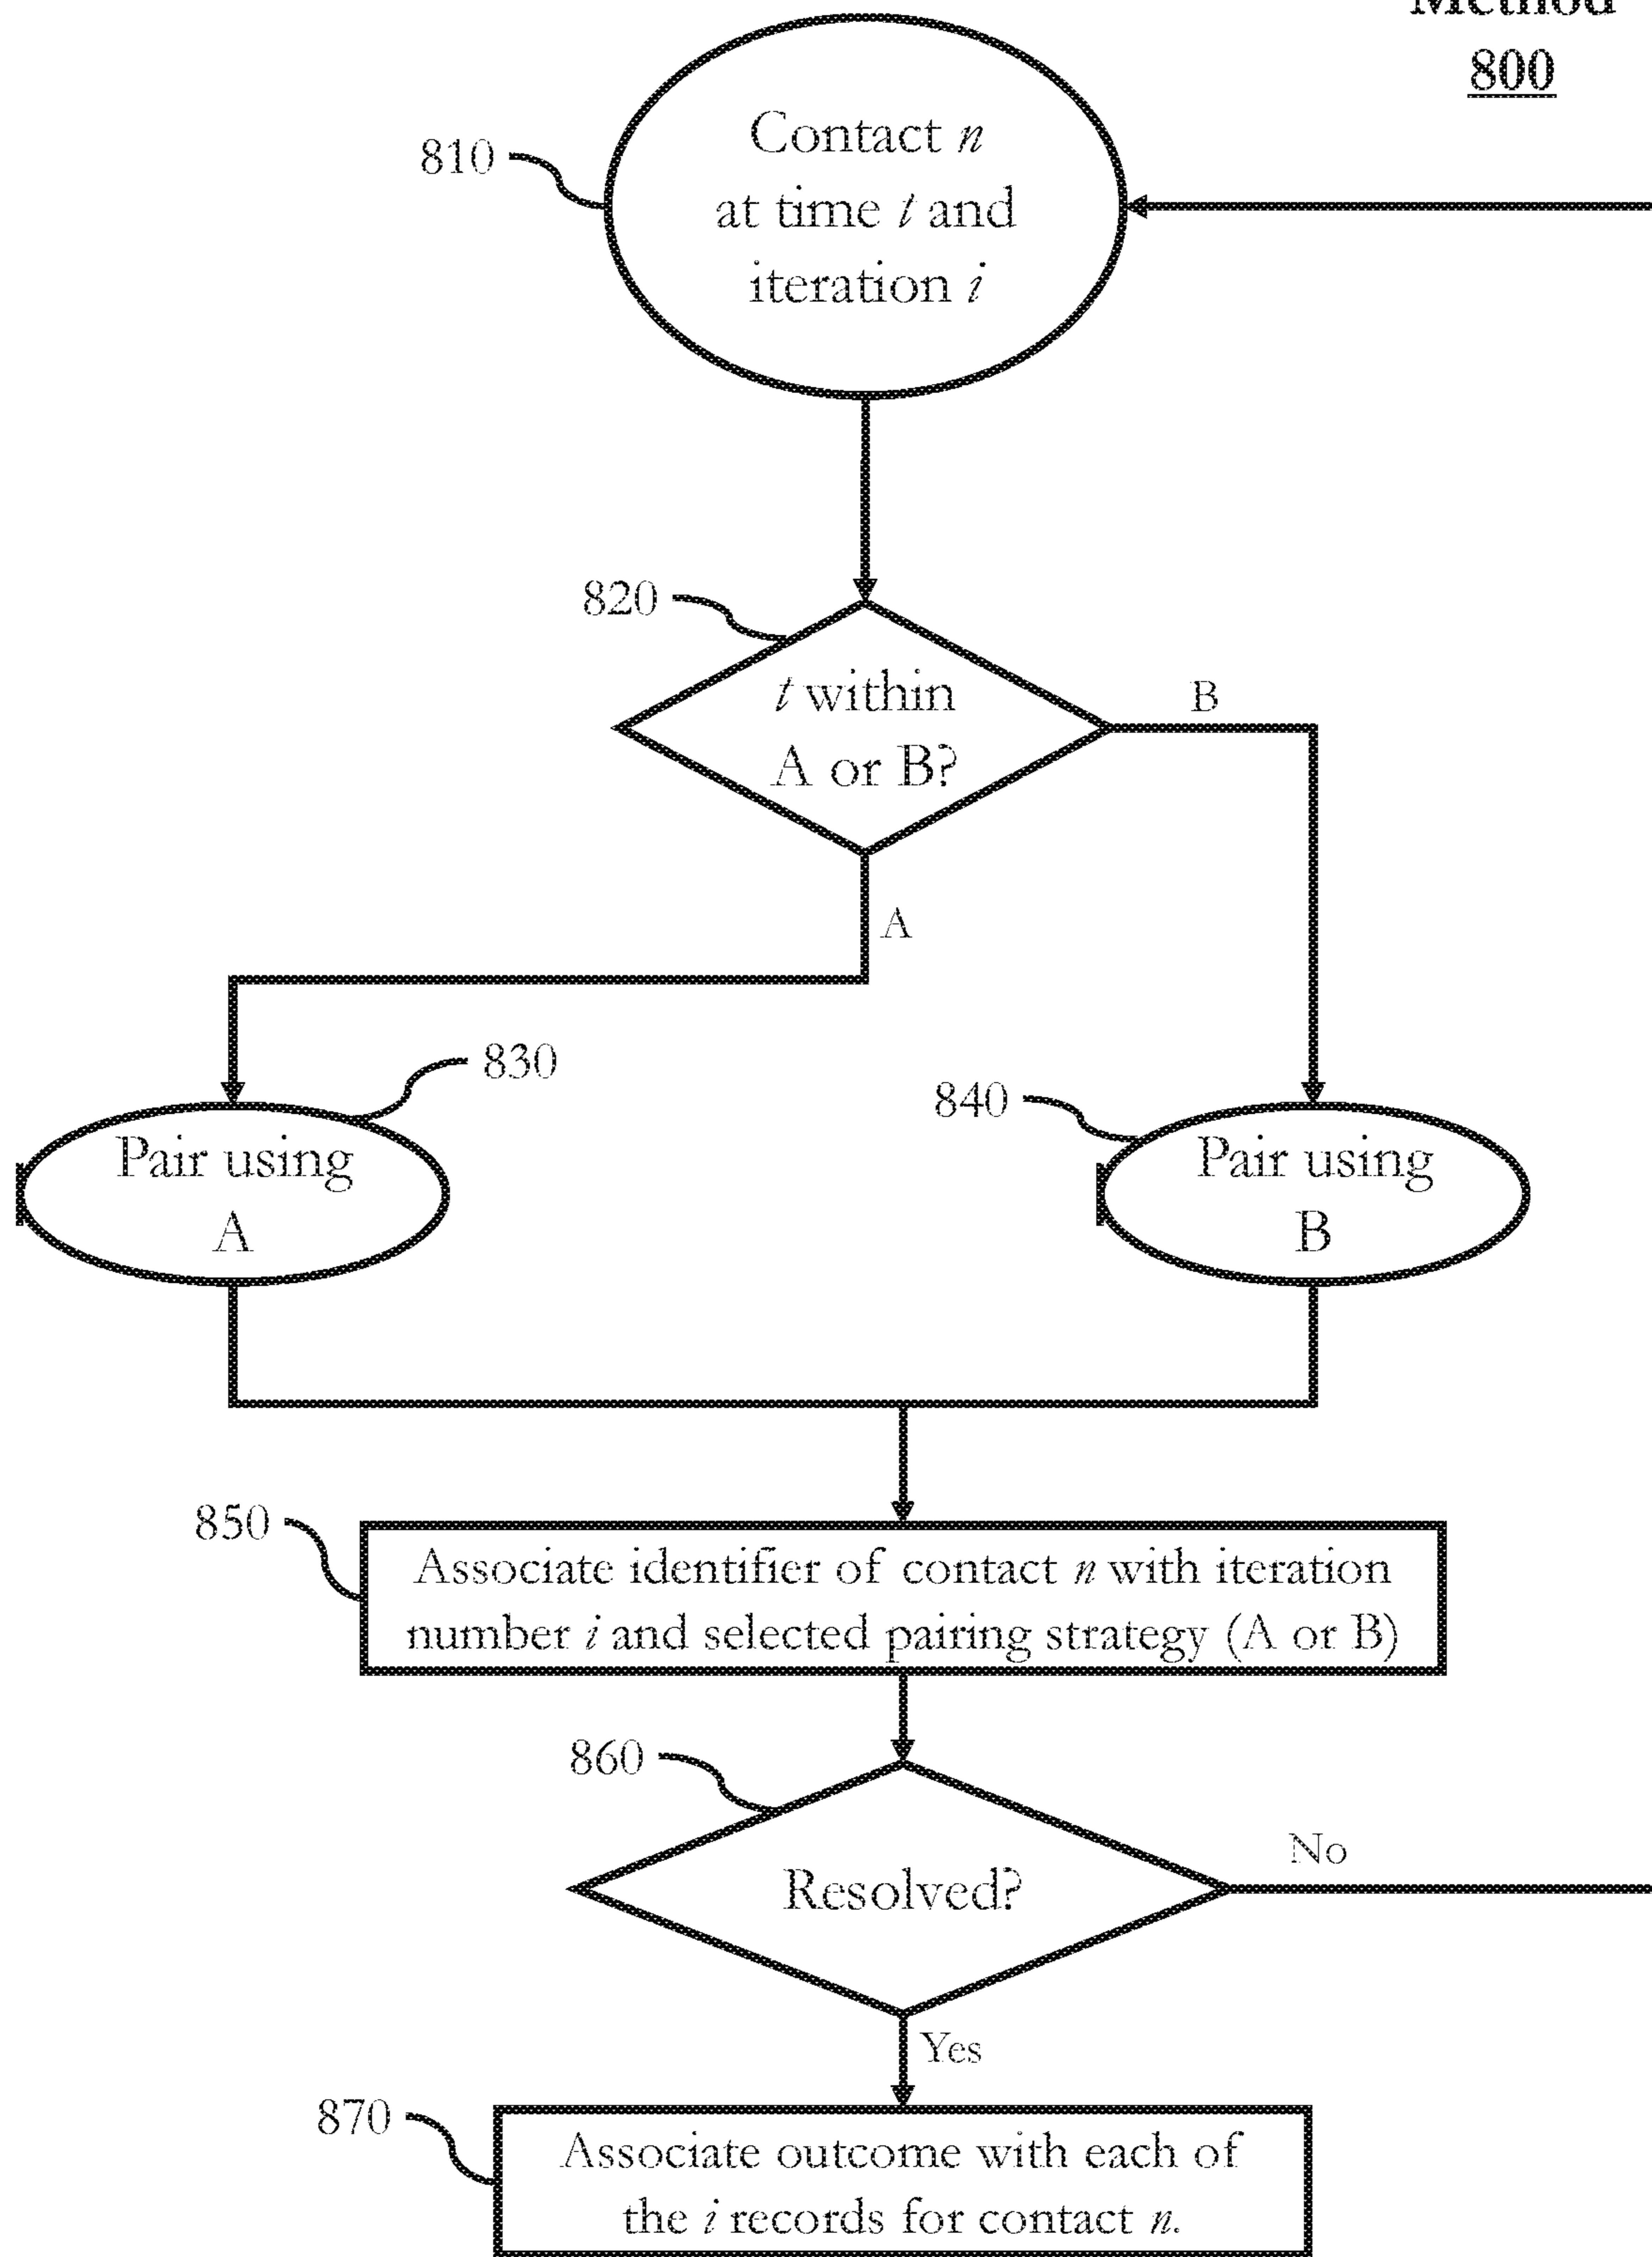 Method
800
810
Contact n
at time t and
iteration i
820
t within
A or B?
B
A
830
Pair using
A
840
Pair using
B
850
Associate identifier of contact n with iteration
number i and selected pairing strategy (A or B)
860
Resolved?
No
Yes
870
Associate outcome with each of
the i records for contact n.